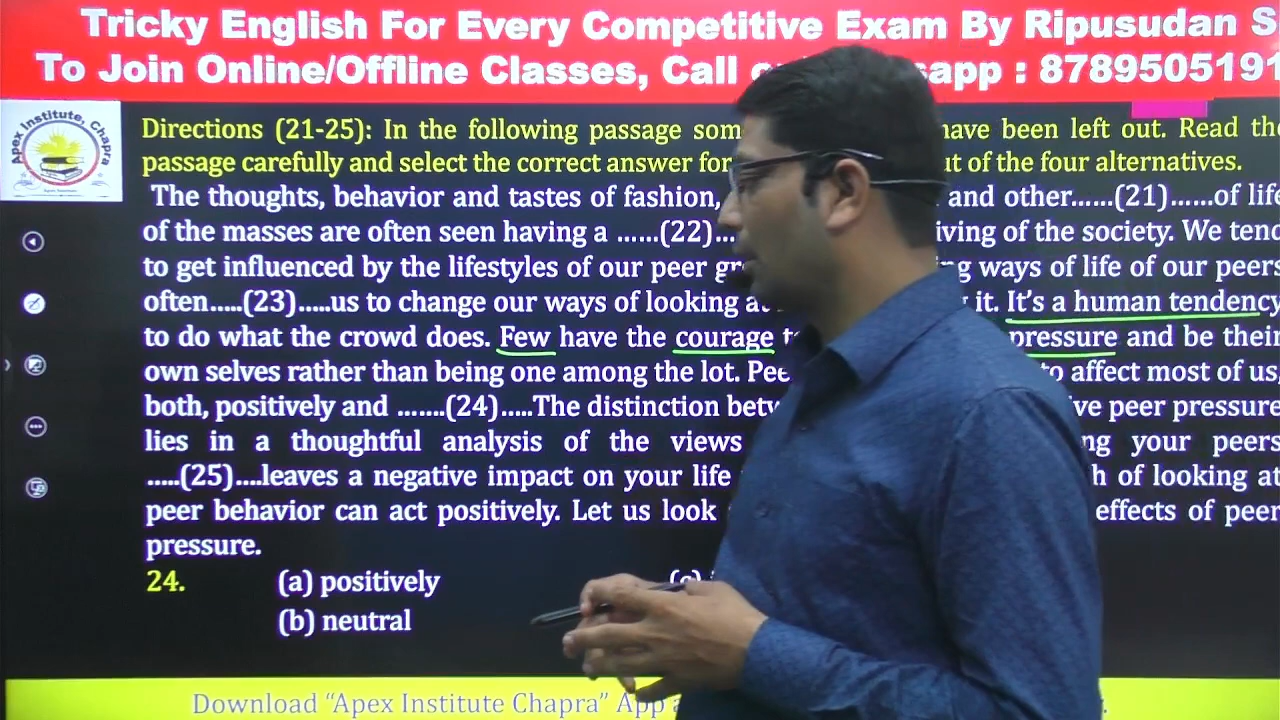 Tricky English For Every Competitive Exam By Ripusudan S
To Join Online/Offline Classes, Call sapp : 8789505191
Apex Institute, Chapra
Directions (21-25): In the following passage som have been left out. Read the
passage carefully and select the correct answer for ut of the four alternatives.
The thoughts, behavior and tastes of fashion, and other......(21)......of life
of the masses are often seen having a ......(22)... iving of the society. We tend
to get influenced by the lifestyles of our peer gr ng ways of life of our peers
often.....(23).....us to change our ways of looking at it. It's a human tendency
to do what the crowd does. Few have the courage t pressure and be their
own selves rather than being one among the lot. Pee to affect most of us,
both, positively and .......(24).....The distinction betw ve peer pressure
lies in a thoughtful analysis of the views ng your peers
.....(25)....leaves a negative impact on your life h of looking at
peer behavior can act positively. Let us look effects of peer
pressure.
24. (a) positively (c)
(b) neutral
Download "Apex Institute Chapra" App